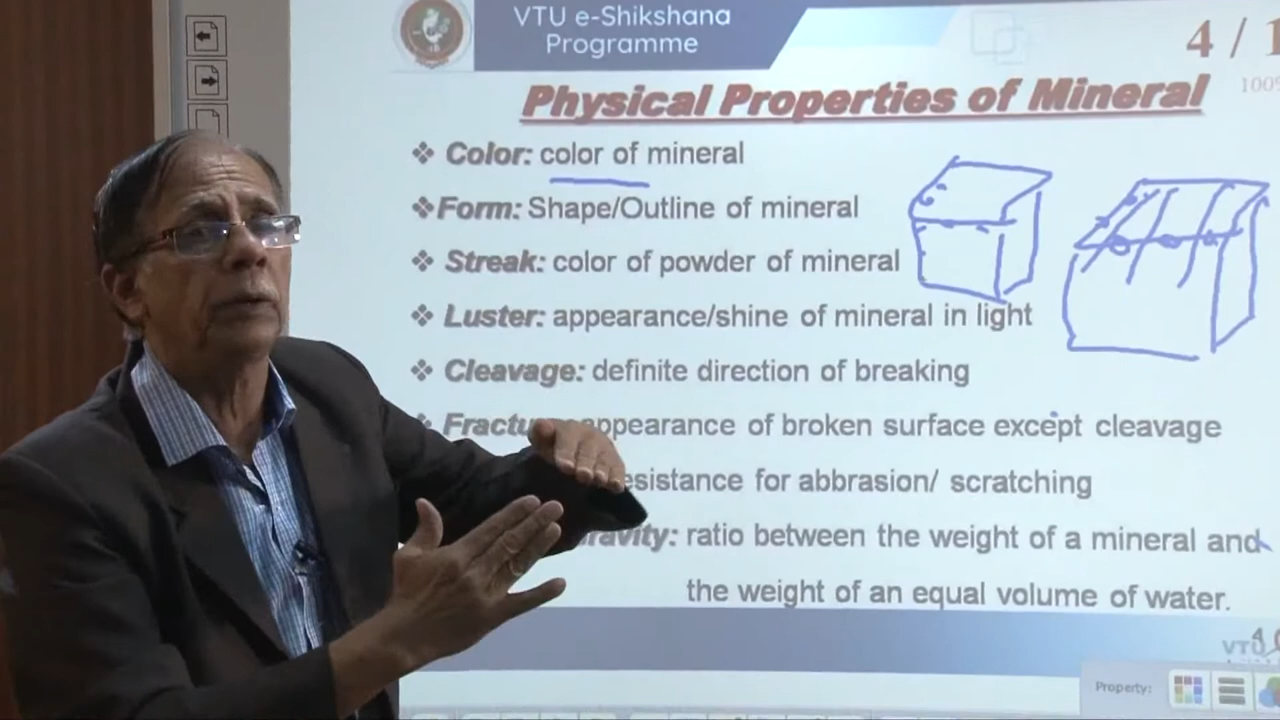 VTU e-Shikshana
Programme
4 / 1
100%
Physical Properties of Mineral
❖ Color: color of mineral
❖Form: Shape/Outline of mineral
❖ Streak: color of powder of mineral
❖ Luster: appearance/shine of mineral in light
❖ Cleavage: definite direction of breaking
❖ Fractu appearance of broken surface except cleavage
esistance for abbrasion/ scratching
ravity: ratio between the weight of a mineral and
the weight of an equal volume of water.
VTU
Property: